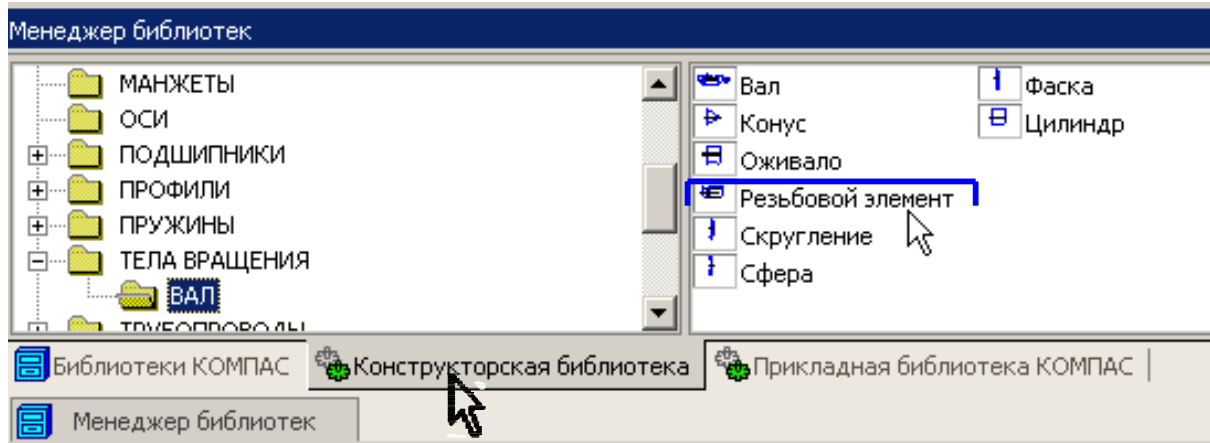 Менеджер библиотек
МАНЖЕТЫ
ОСИ
ПОДШИПНИКИ
ПРОФИЛИ
ПРУЖИНЫ
ТЕЛА ВРАЩЕНИЯ
ВАЛ
ТРУБОПРОВОДЫ
Вал
Конус
Оживало
Резьбовой элемент
Скругление
Сфера
Фаска
Цилиндр
Библиотеки КОМПАС
Конструкторская библиотека
Прикладная библиотека КОМПАС
Менеджер библиотек